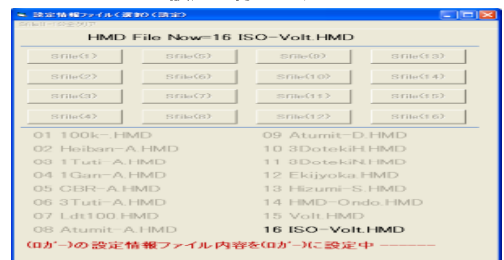 設定情報ファイル<選択>く設定>
HMD File Now=16 ISO-Volt.HMD
Sfile(1) Sfile(5) Sfile(9) Sfile(13)
Sfile(2) Sfile(6) Sfile(10) Sfile(14)
Sfile(3) Sfile(7) Sfile(11) Sfile(15)
Sfile(4) Sfile(8) Sfile(12) Sfile(16)
01 100k-.HMD 09 Atumit-D.HMD
02 Heiban-A.HMD 10 3DotekiH.HMD
03 1Tuti-A.HMD 11 3DotekiN.HMD
04 1Gan-A.HMD 12 Ekijyoka.HMD
05 CBR-A.HMD 13 Hizumi-S.HMD
06 3Tuti-A.HMD 14 HMD-Ondo.HMD
07 Ldt100.HMD 15 Volt.HMD
08 Atumit-A.HMD 16 ISO-Volt.HMD
(ロガｰ)の設定情報ファイル内容を(ロガｰ)に設定中 ------